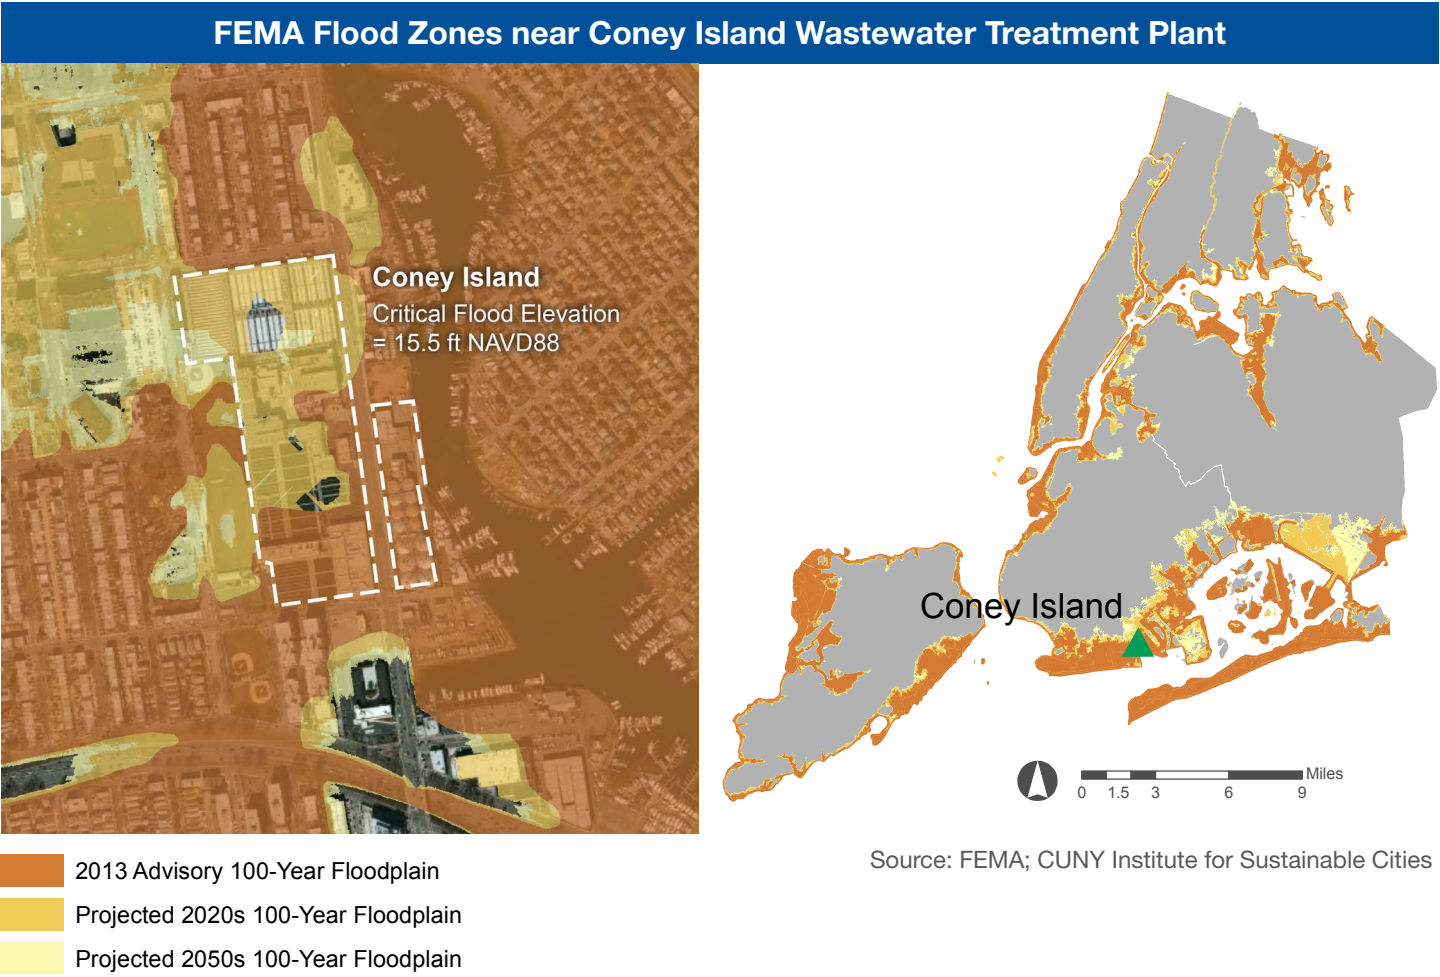 FEMA Flood Zones near Coney Island Wastewater Treatment Plant
Coney Island
Critical Flood Elevation
= 15.5 ft NAVD88
Coney Island
Miles
0 1.5 3 6 9
Source: FEMA; CUNY Institute for Sustainable Cities
2013 Advisory 100-Year Floodplain
Projected 2020s 100-Year Floodplain
Projected 2050s 100-Year Floodplain